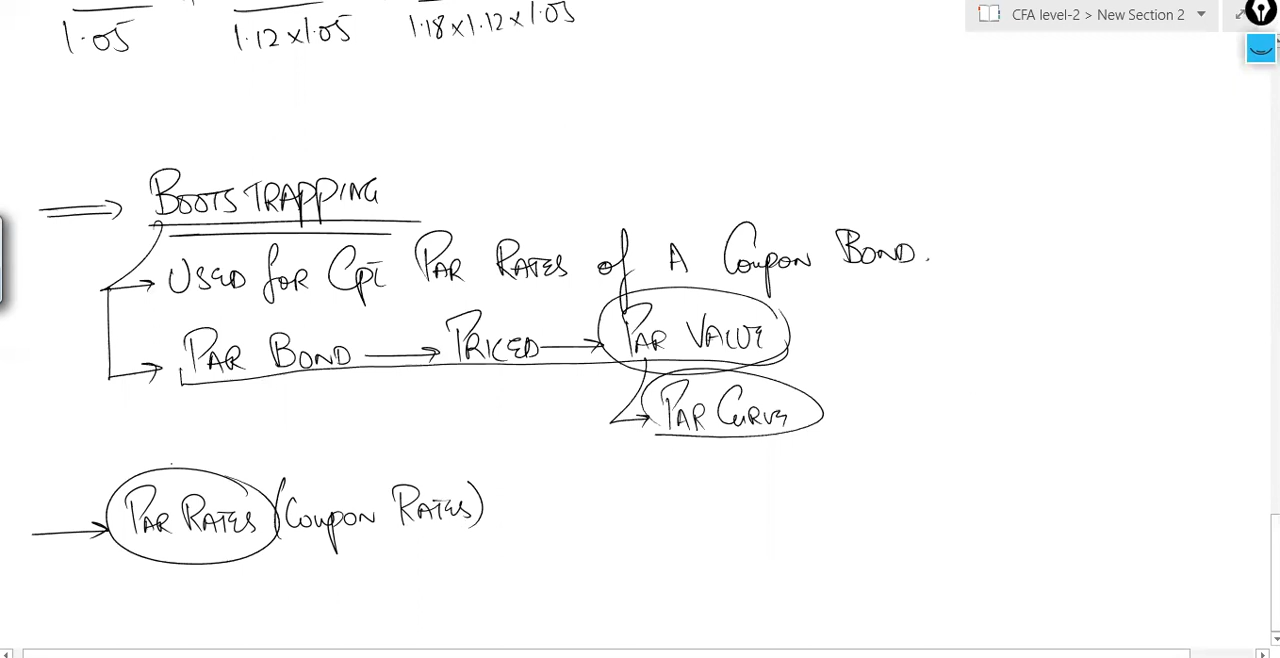 CFA level-2 > New Section 2
1.05 1.12 x 1.05 1.18 x 1.12 x 1.05
BOOTSTRAPPING
USED for Cpt PAR RATES of A Coupon BOND.
PAR BOND → PRICED → PAR VALUE
PAR CURVE
PAR RATES (Coupon RATES)